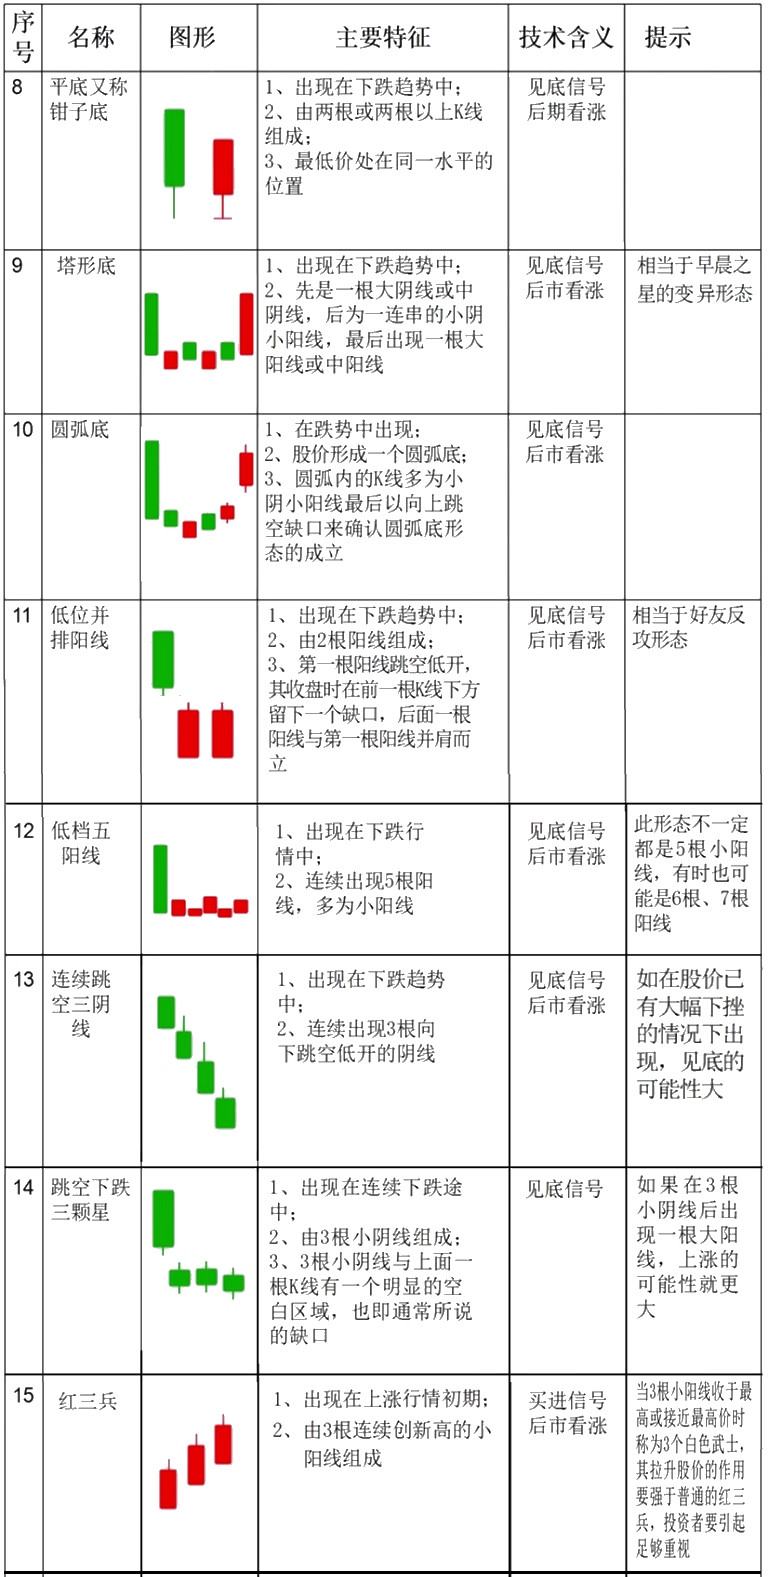 序号 名称 图形 主要特征 技术含义 提示
8
平底又称
钳子底
1、出现在下跌趋势中；
2、由两根或两根以上K线
组成；
3、最低价处在同一水平的
位置
见底信号
后期看涨
9
塔形底
1、出现在下跌趋势中；
2、先是一根大阴线或中
阴线，后为一连串的小阴
小阳线，最后出现一根大
阳线或中阳线
见底信号
后市看涨
相当于早晨之
星的变异形态
10
圆弧底
1、在跌势中出现；
2、股价形成一个圆弧底；
3、圆弧内的K线多为小
阴小阳线最后以向上跳
空缺口来确认圆弧底形
态的成立
见底信号
后市看涨
11
低位并
排阳线
1、出现在下跌趋势中；
2、由2根阳线组成；
3、第一根阳线跳空低开，
其收盘时在前一根K线下方
留下一个缺口，后面一根
阳线与第一根阳线并肩而
立
见底信号
后市看涨
相当于好友反
攻形态
12
低档五
阳线
1、出现在下跌行
情中；
2、连续出现5根阳
线，多为小阳线
见底信号
后市看涨
此形态不一定
都是5根小阳
线，有时也可
能是6根、7根
阳线
13
连续跳
空三阴
线
1、出现在下跌趋势
中；
2、连续出现3根向
下跳空低开的阴线
见底信号
后市看涨
如在股价已
有大幅下挫
的情况下出
现，见底的
可能性大
14
跳空下跌
三颗星
1、出现在连续下跌途
中；
2、由3根小阴线组成；
3、3根小阴线与上面一
根K线有一个明显的空
白区域，也即通常所说
的缺口
见底信号
如果在3根
小阴线后出
现一根大阳
线，上涨的
可能性就更
大
15
红三兵
1、出现在上涨行情初期；
2、由3根连续创新高的小
阳线组成
买进信号
后市看涨
当3根小阳线收于最
高或接近最高价时
称为3个白色武士，
其拉升股价的作用
要强于普通的红三
兵，投资者要引起
足够重视